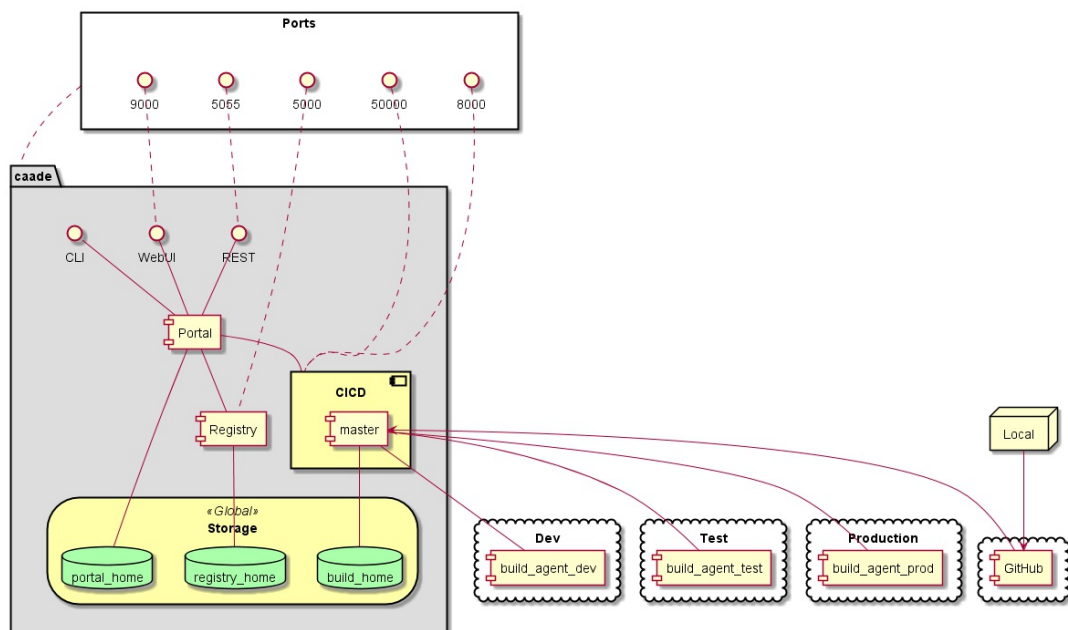 Ports
9000
5065
5000
50000
8000
caade
CLI
WebUI
REST
Portal
CICD
Registry
master
Local
«Global»
Storage
Dev
Test
Production
portal_home
registry_home
build_home
build_agent_dev
build_agent_test
build_agent_prod
GitHub